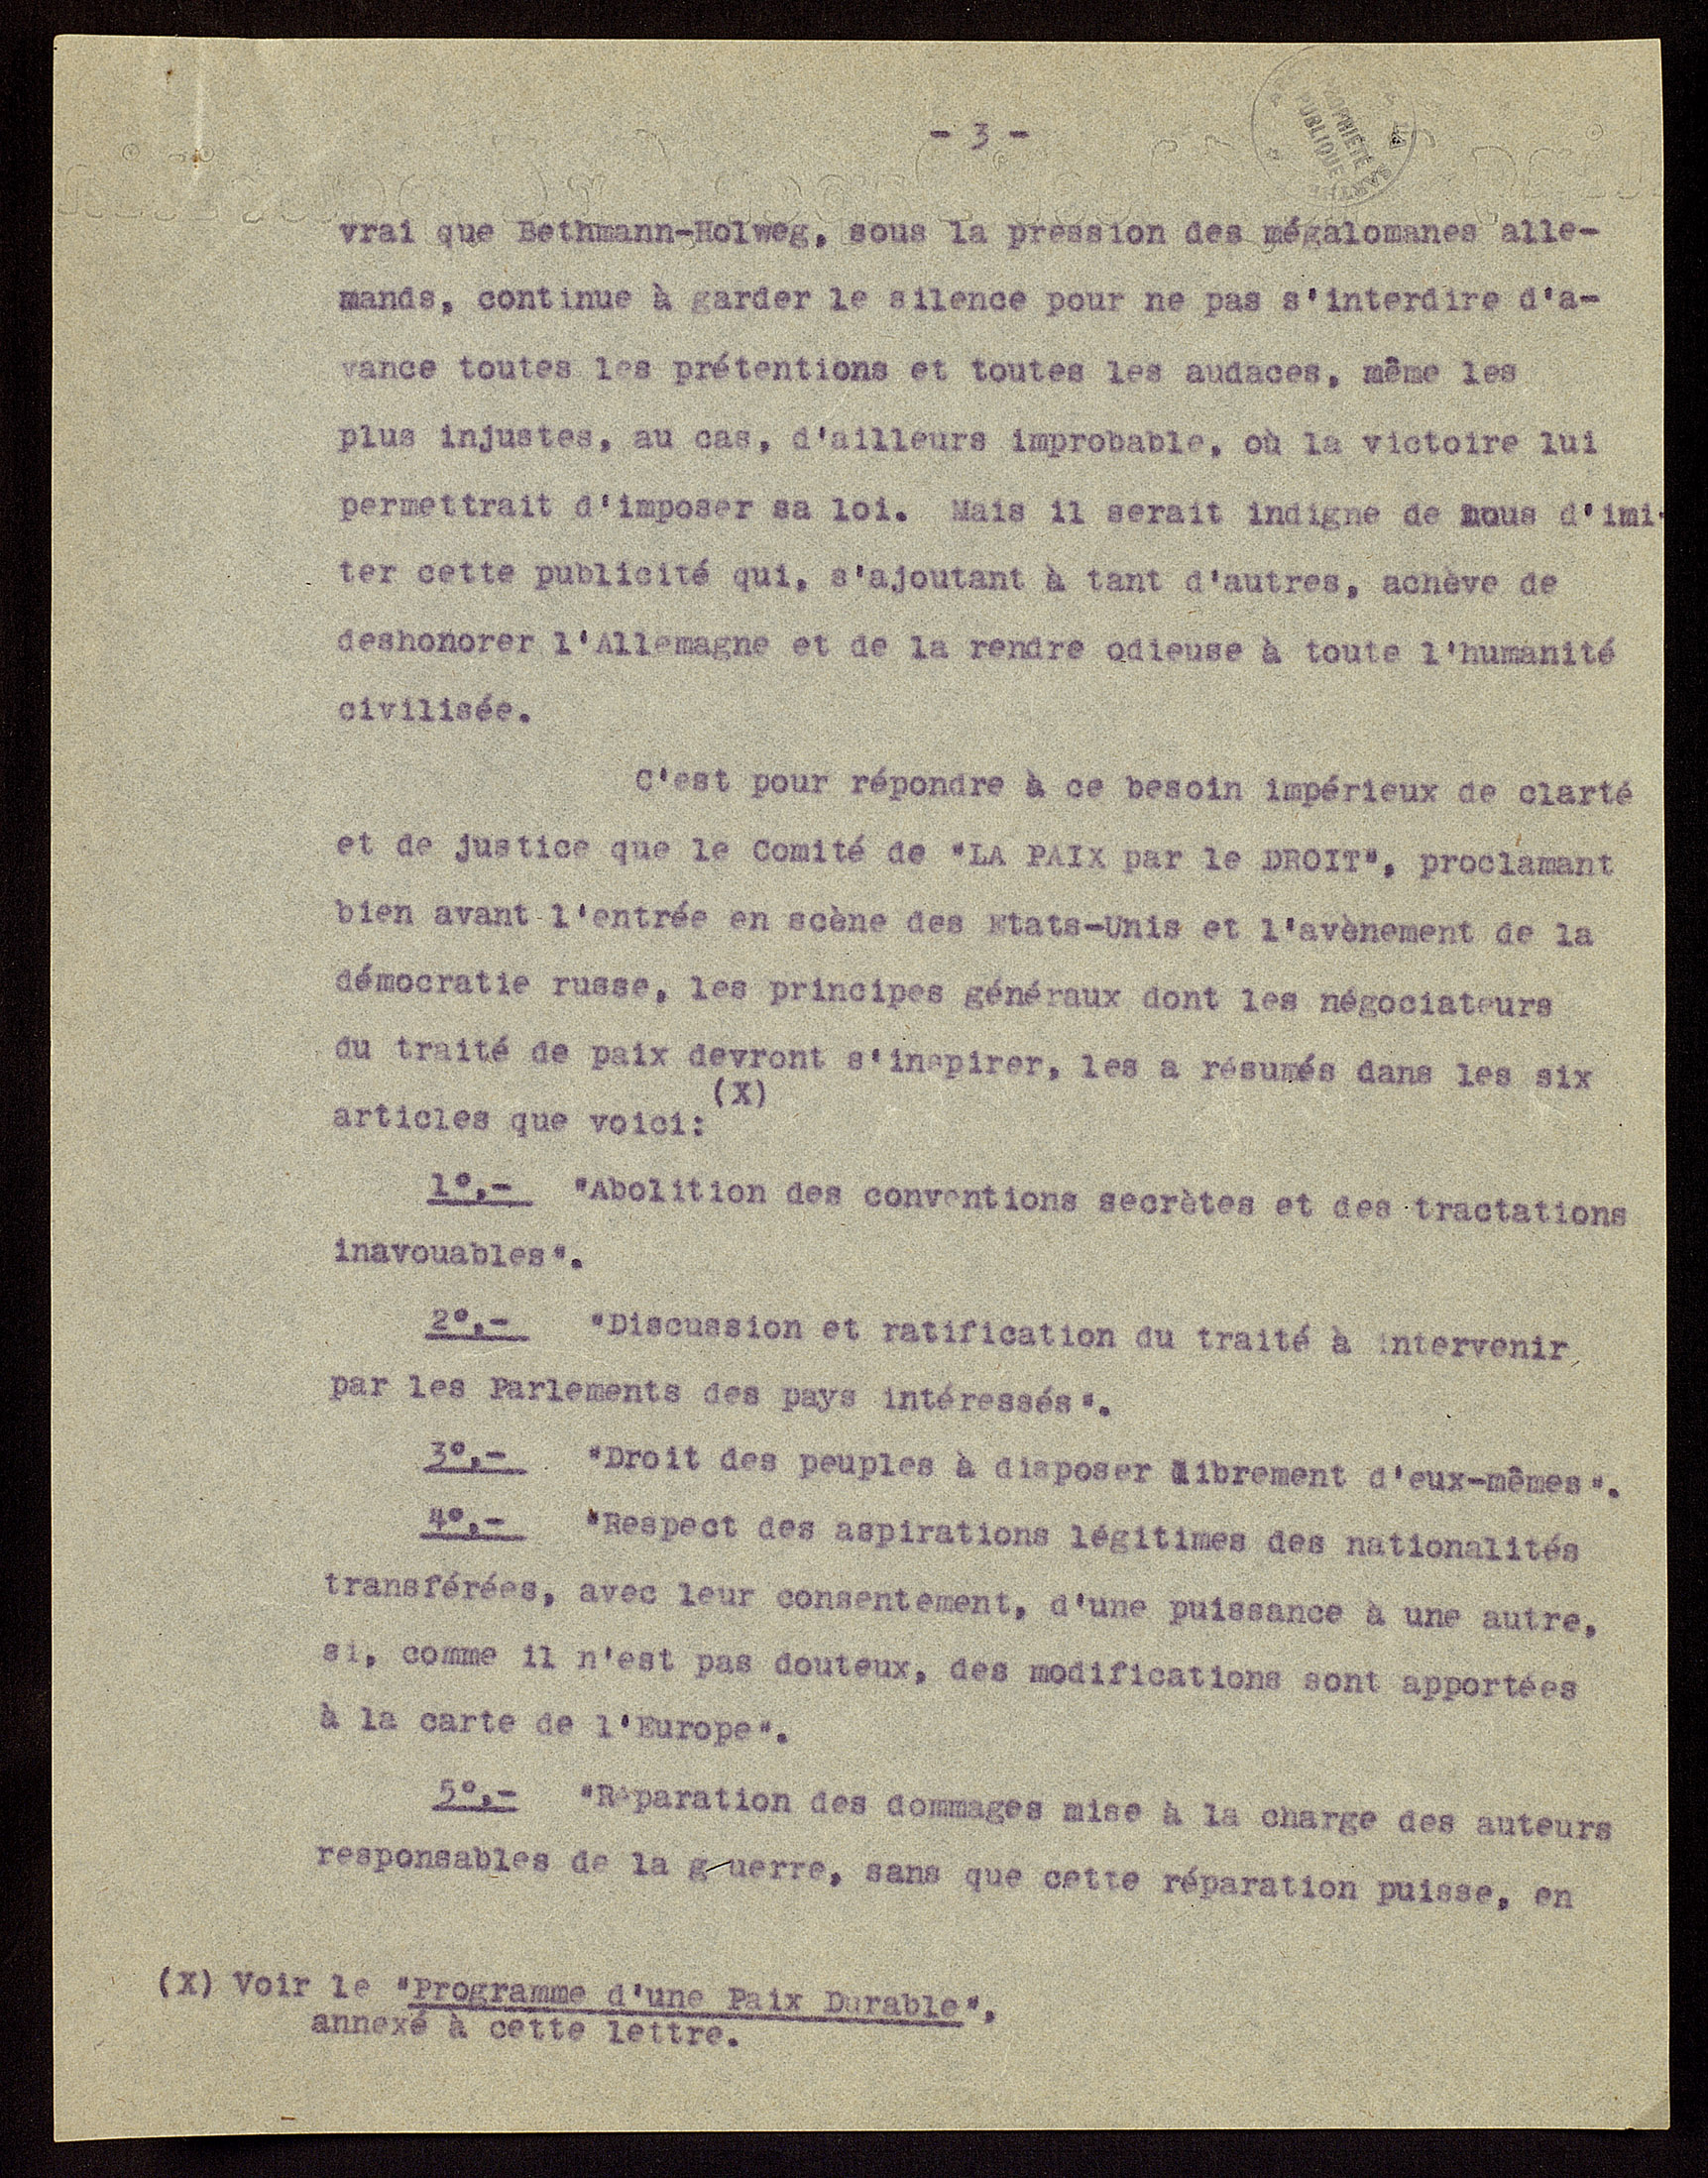 - 3 -
PROPRIÉTÉ
PUBLIQUE
vrai que Bethmann-Holweg, sous la pression des mégalomanes alle-
mands, continue à garder le silence pour ne pas s'interdire d'a-
vance toutes les prétentions et toutes les audaces, même les
plus injustes, au cas, d'ailleurs improbable, où la victoire lui
permettrait d'imposer sa loi. Mais il serait indigne de nous d'imi-
ter cette publicité qui, s'ajoutant à tant d'autres, achève de
deshonorer l'Allemagne et de la rendre odieuse à toute l'humanité
civilisée.
C'est pour répondre à ce besoin impérieux de clarté
et de justice que le Comité de "LA PAIX par le DROIT", proclamant
bien avant l'entrée en scène des Etats-Unis et l'avènement de la
démocratie russe, les principes généraux dont les négociateurs
du traité de paix devront s'inspirer, les a résumés dans les six
articles que voici: (X)
1°.- "Abolition des conventions secrètes et des tractations
inavouables".
2°.- "Discussion et ratification du traité à intervenir
par les Parlements des pays intéressés".
3°.- "Droit des peuples à disposer librement d'eux-mêmes".
4°.- "Respect des aspirations légitimes des nationalités
transférées, avec leur consentement, d'une puissance à une autre,
si, comme il n'est pas douteux, des modifications sont apportées
à la carte de l'Europe".
5°.- "Réparation des dommages mise à la charge des auteurs
responsables de la guerre, sans que cette réparation puisse, en
(X) Voir le "Programme d'une Paix Durable",
annexé à cette lettre.